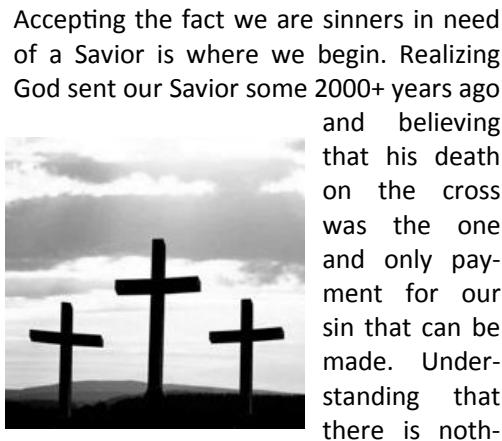 Accepting the fact we are sinners in need
of a Savior is where we begin. Realizing
God sent our Savior some 2000+ years ago
and believing
that his death
on the cross
was the one
and only pay-
ment for our
sin that can be
made. Under-
standing that
there is noth-